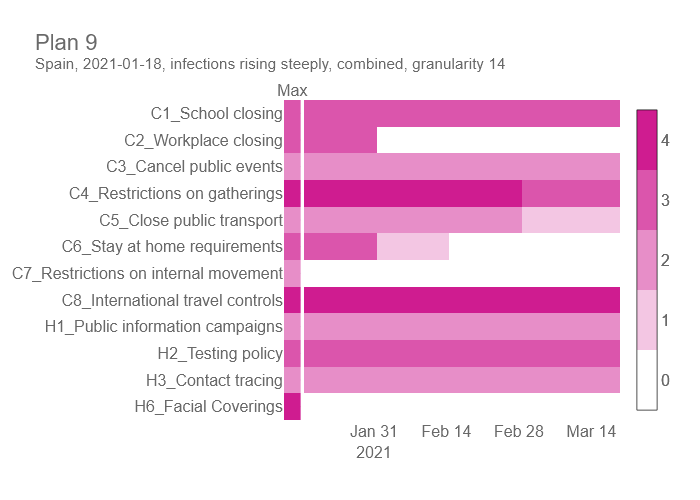 Plan 9
Spain, 2021-01-18, infections rising steeply, combined, granularity 14
Max
C1_School closing
C2_Workplace closing
C3_Cancel public events
C4_Restrictions on gatherings
C5_Close public transport
C6_Stay at home requirements
C7_Restrictions on internal movement
C8_International travel controls
H1_Public information campaigns
H2_Testing policy
H3_Contact tracing
H6_Facial Coverings
Jan 31 Feb 14 Feb 28 Mar 14
2021
4
3
2
1
0